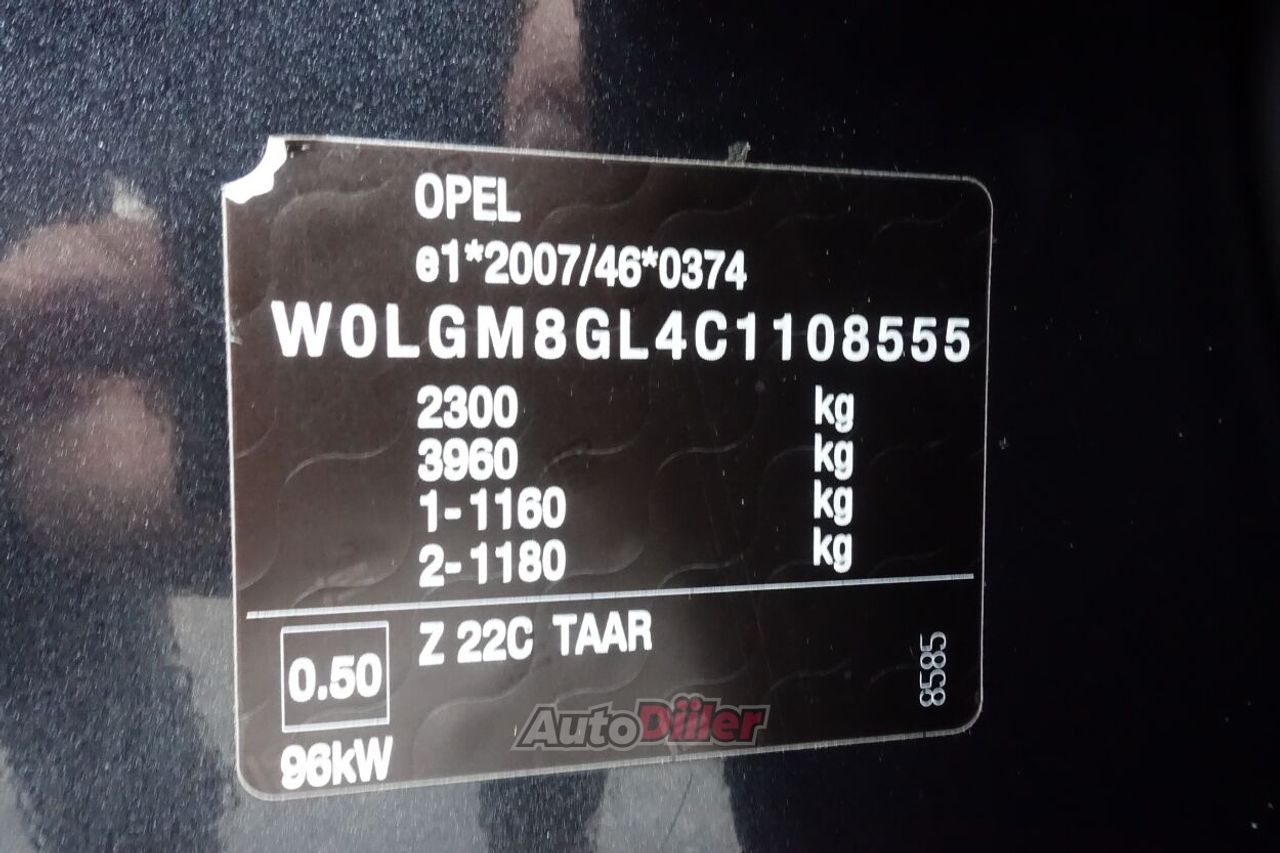 OPEL
e1*2007/46*0374
W0LGM8GL4C1108555
2300 kg
3960 kg
1-1160 kg
2-1180 kg
0.50 Z 22C TAAR
96kW
8585
AutoDiiler